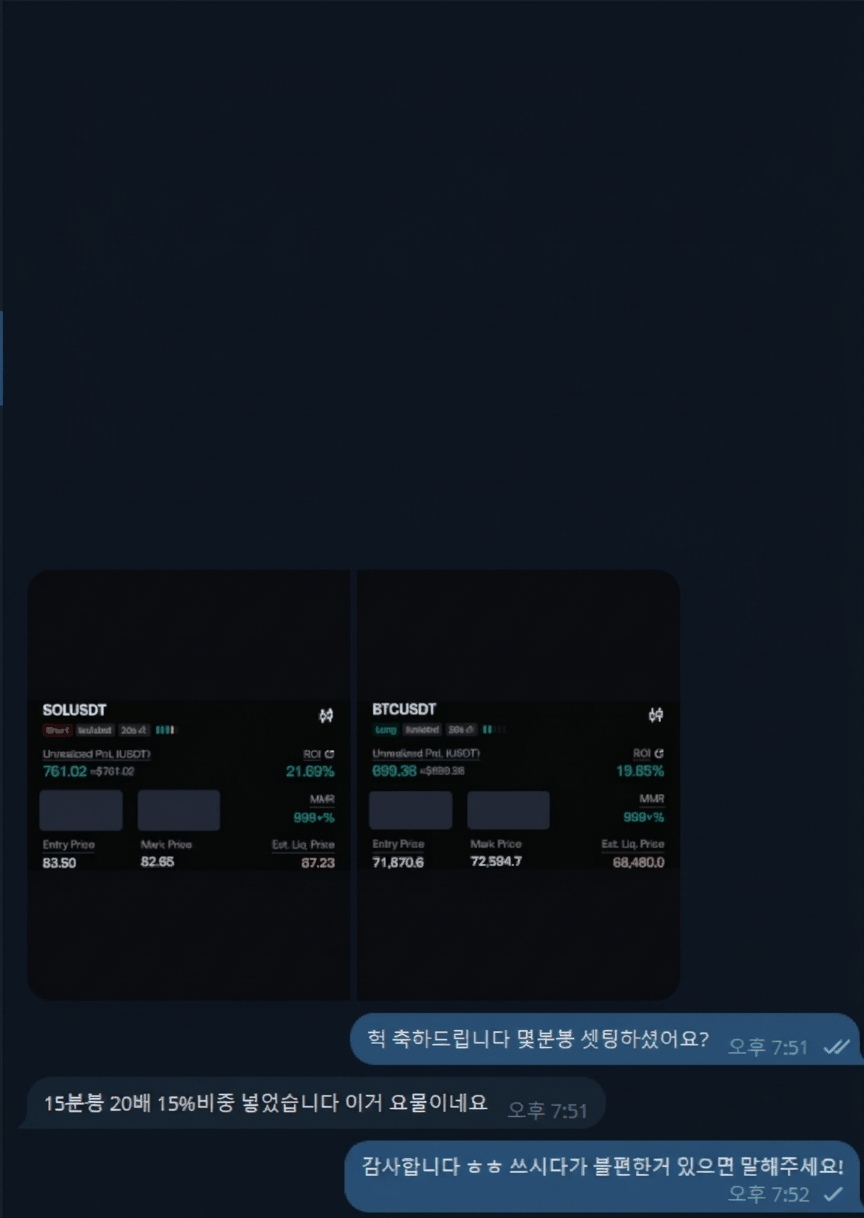 SOLUSDT
Short Isolated 20x
Unrealized PnL (USDT) ROI
761.02 ≈$761.02 21.69%
MMR
999+%
Entry Price Mark Price Est. Liq. Price
83.50 82.65 87.23
BTCUSDT
Long Isolated
Unrealized PnL (USDT) ROI
699.38 ≈$699.38 19.85%
MMR
999+%
Entry Price Mark Price Est. Liq. Price
71,870.6 72,594.7 68,480.0
헉 축하드립니다 몇분봉 셋팅하셨어요? 오후 7:51
15분봉 20배 15%비중 넣었습니다 이거 요물이네요 오후 7:51
감사합니다 ㅎㅎ 쓰시다가 불편한거 있으면 말해주세요!
오후 7:52